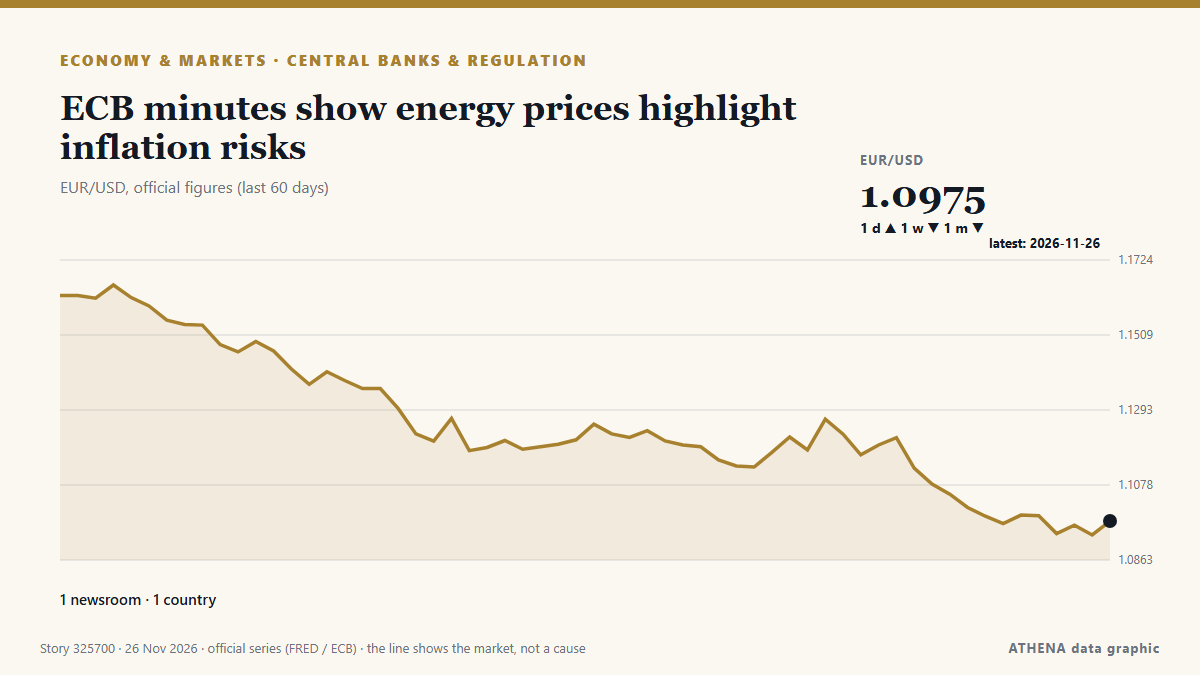 ECONOMY & MARKETS · CENTRAL BANKS & REGULATION
ECB minutes show energy prices highlight
inflation risks
EUR/USD, official figures (last 60 days)
EUR/USD
1.0975
1 d ▲ 1 w ▼ 1 m ▼
latest: 2026-11-26
1.1724
1.1509
1.1293
1.1078
1.0863
1 newsroom · 1 country
Story 325700 · 26 Nov 2026 · official series (FRED / ECB) · the line shows the market, not a cause
ATHENA data graphic